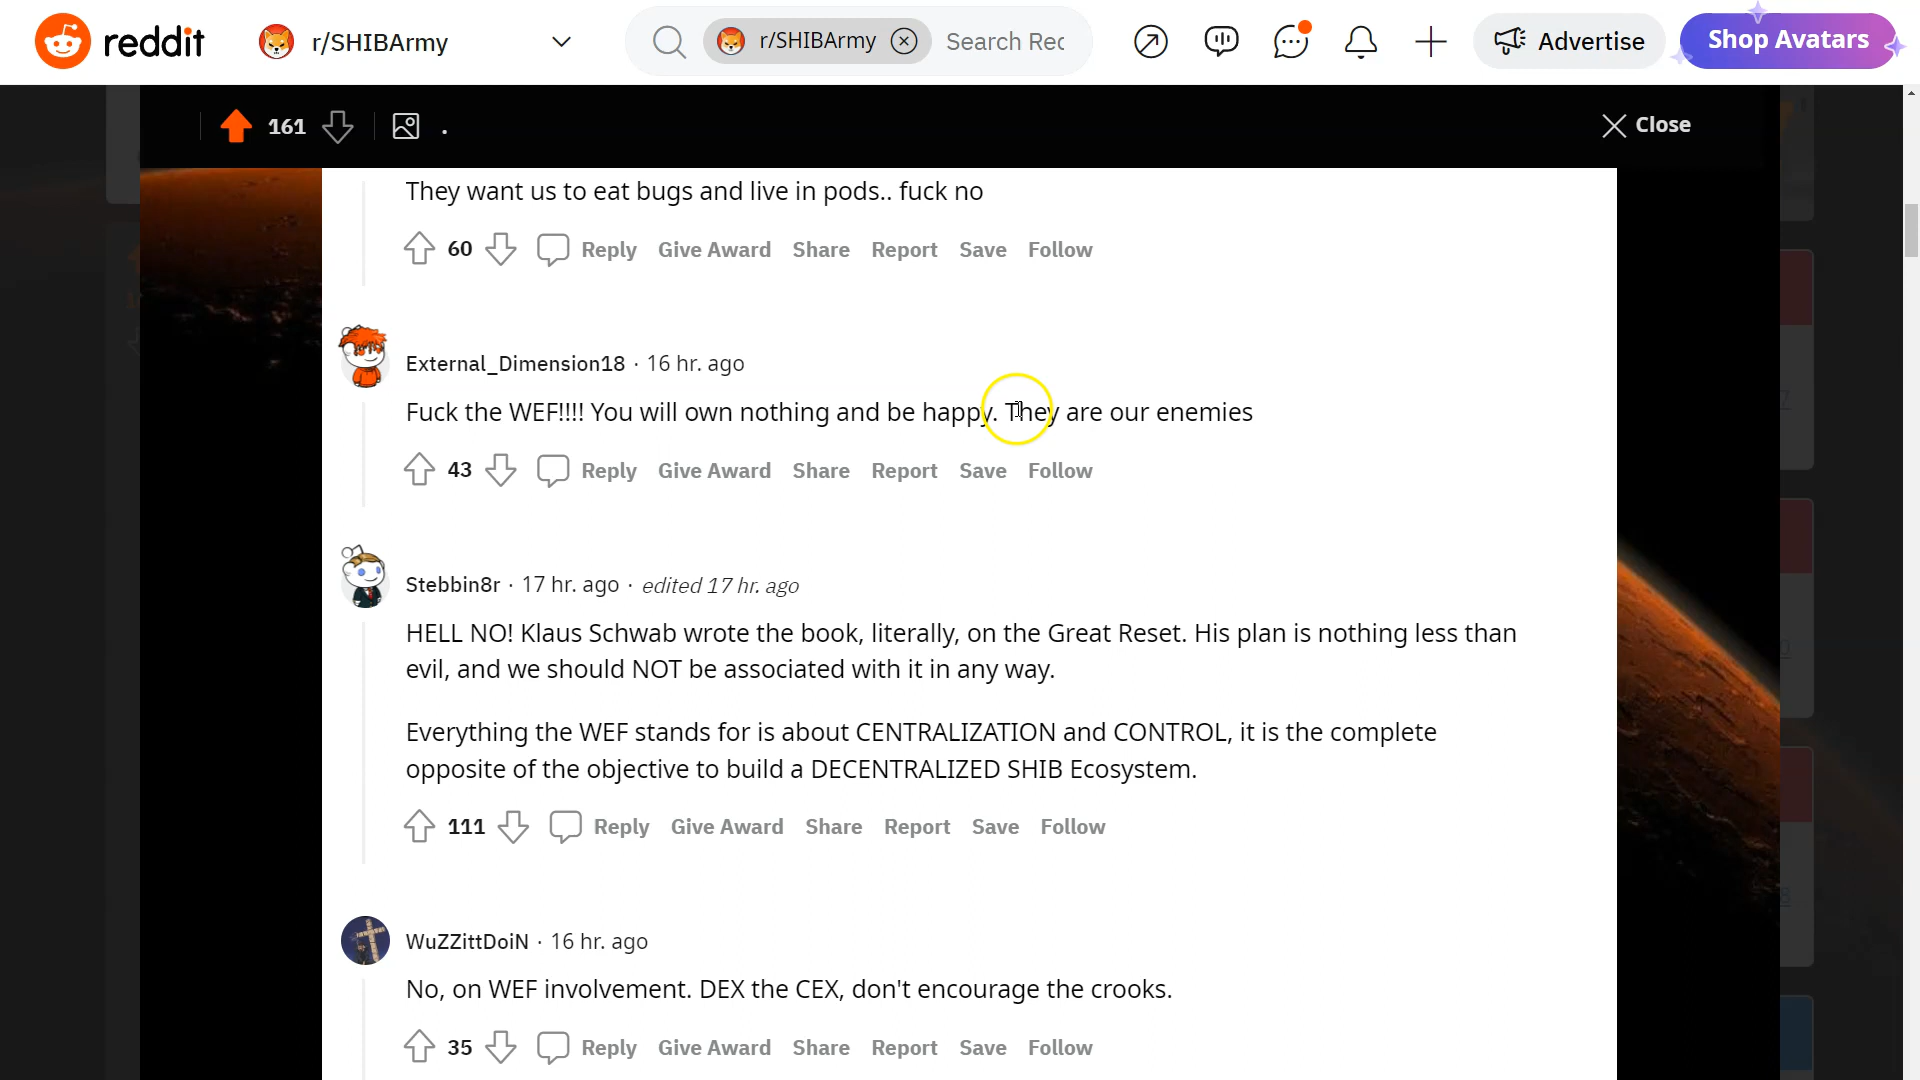 reddit r/SHIBArmy r/SHIBArmy Search Rec Advertise Shop Avatars
161 . Close
They want us to eat bugs and live in pods.. fuck no
60 Reply Give Award Share Report Save Follow
External_Dimension18 · 16 hr. ago
Fuck the WEF!!!! You will own nothing and be happy. They are our enemies
43 Reply Give Award Share Report Save Follow
Stebbin8r · 17 hr. ago · edited 17 hr. ago
HELL NO! Klaus Schwab wrote the book, literally, on the Great Reset. His plan is nothing less than
evil, and we should NOT be associated with it in any way.
Everything the WEF stands for is about CENTRALIZATION and CONTROL, it is the complete
opposite of the objective to build a DECENTRALIZED SHIB Ecosystem.
111 Reply Give Award Share Report Save Follow
WuZZittDoiN · 16 hr. ago
No, on WEF involvement. DEX the CEX, don't encourage the crooks.
35 Reply Give Award Share Report Save Follow